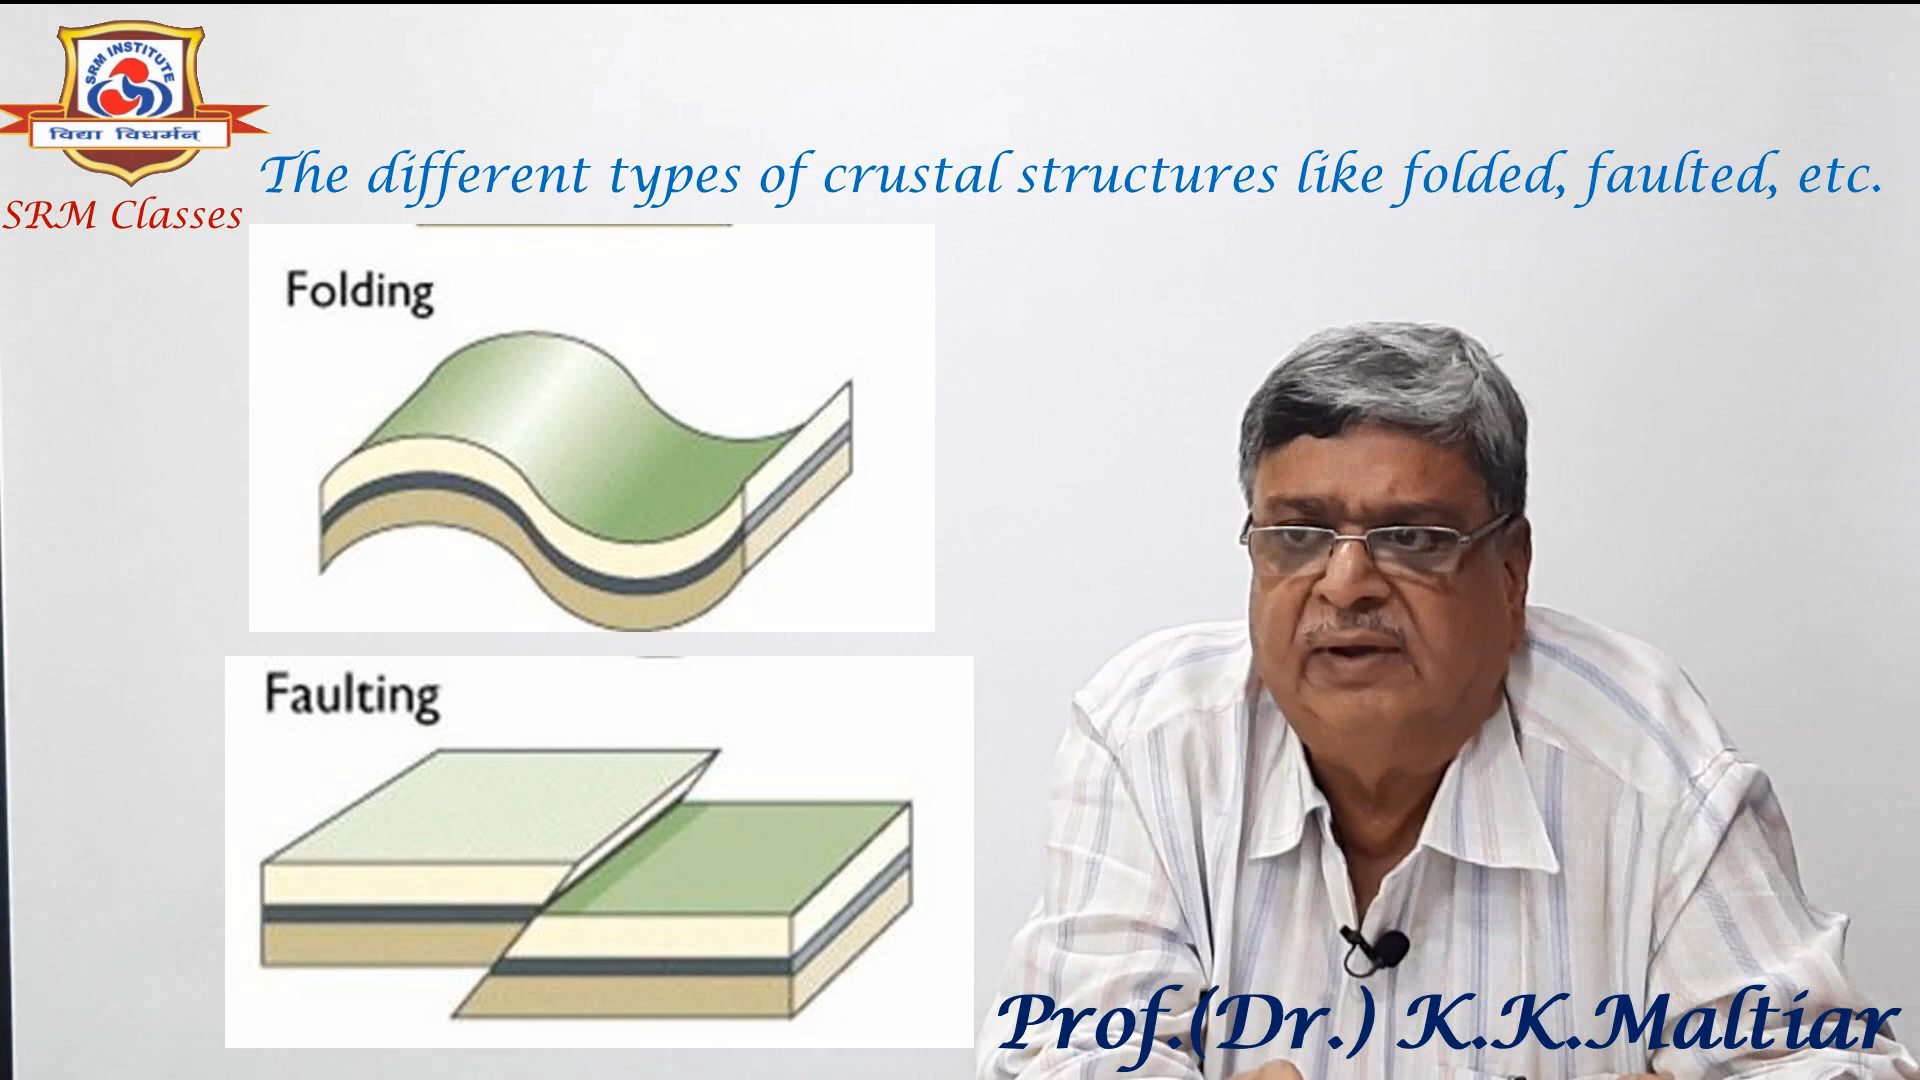 SRM INSTITUTE
विद्या विधर्मन्
SRM Classes
The different types of crustal structures like folded, faulted, etc.
Folding
Faulting
Prof.(Dr.) K.K.Maltiar